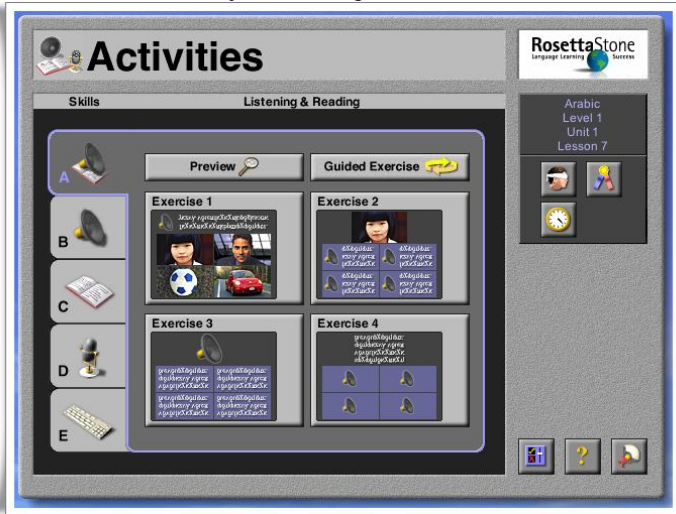 Activities
RosettaStone
Language Learning Success
Skills
Listening & Reading
Arabic
Level 1
Unit 1
Lesson 7
A
Preview
Guided Exercise
Exercise 1
Exercise 2
B
C
Exercise 3
Exercise 4
D
E
?